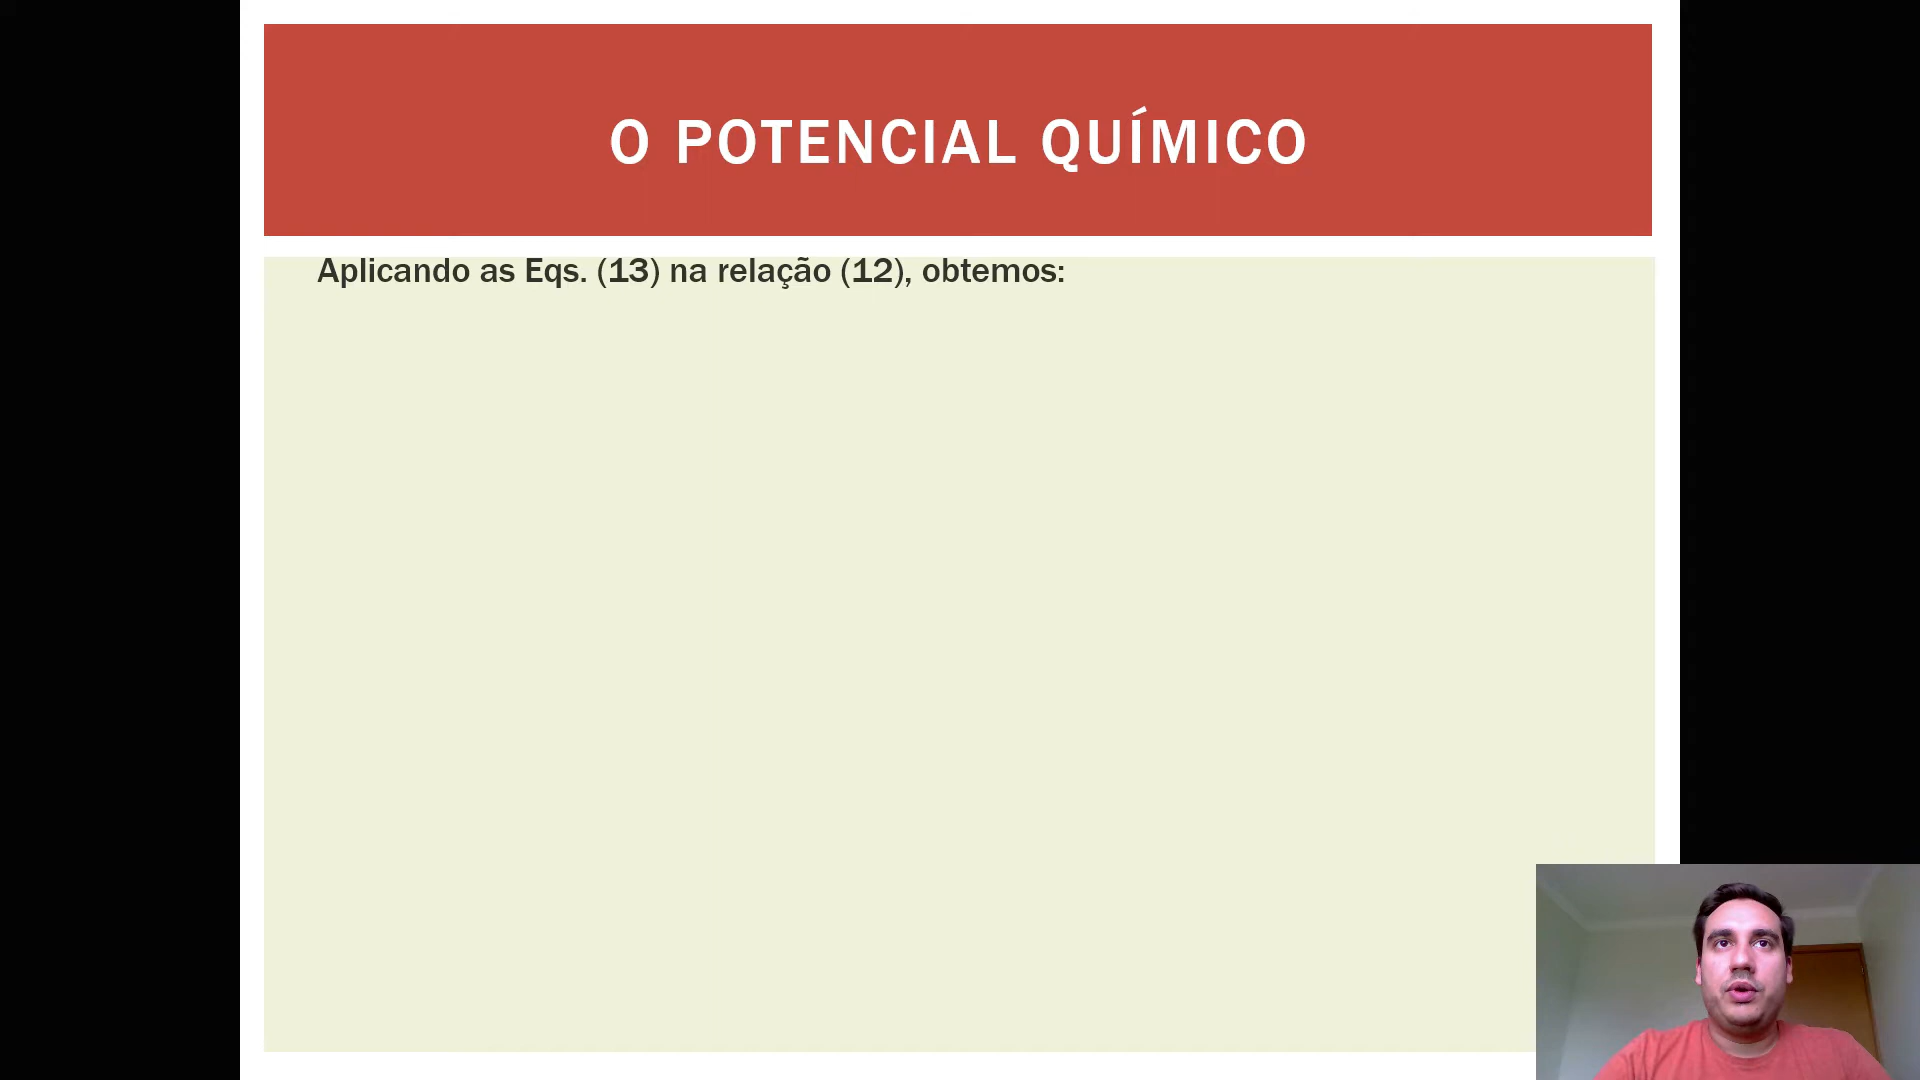 O POTENCIAL QUÍMICO
Aplicando as Eqs. (13) na relação (12), obtemos: